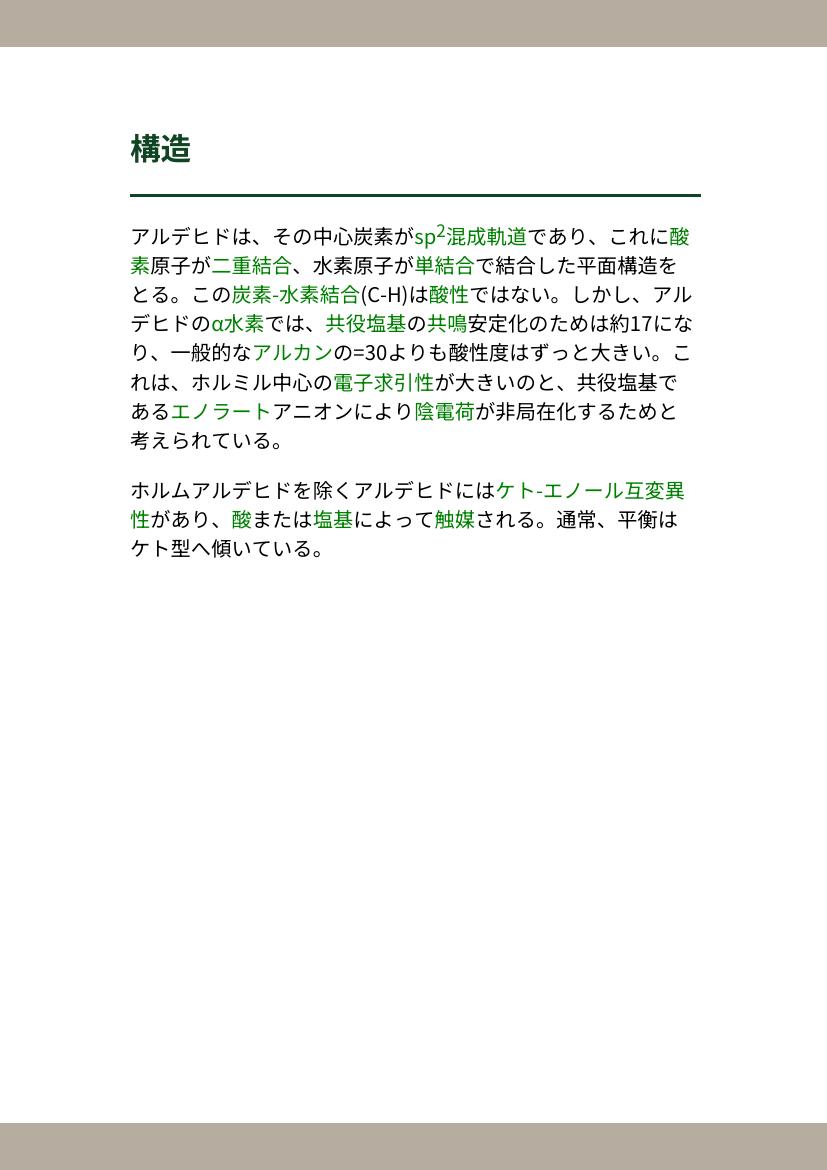 構造
アルデヒドは、その中心炭素がsp2混成軌道であり、これに酸
素原子が二重結合、水素原子が単結合で結合した平面構造を
とる。この炭素-水素結合(C-H)は酸性ではない。しかし、アル
デヒドのα水素では、共役塩基の共鳴安定化のためは約17にな
り、一般的なアルカンの=30よりも酸性度はずっと大きい。こ
れは、ホルミル中心の電子求引性が大きいのと、共役塩基で
あるエノラートアニオンにより陰電荷が非局在化するためと
考えられている。
ホルムアルデヒドを除くアルデヒドにはケト-エノール互変異
性があり、酸または塩基によって触媒される。通常、平衡は
ケト型へ傾いている。